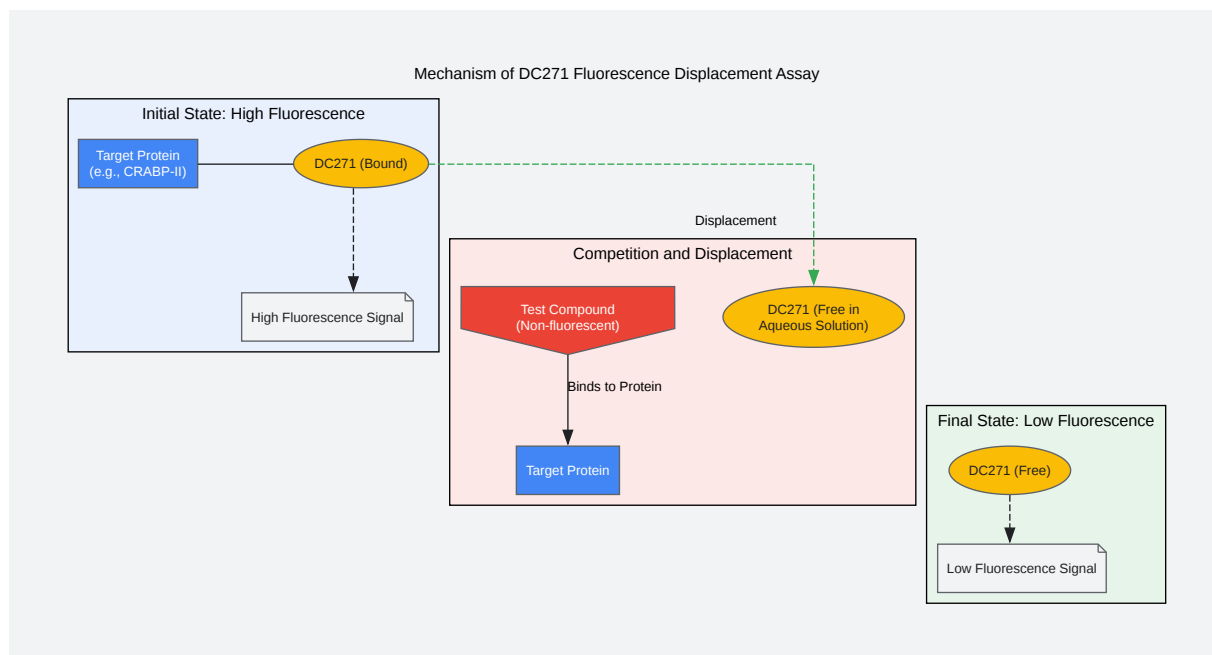 Mechanism of DC271 Fluorescence Displacement Assay
Initial State: High Fluorescence
Target Protein
(e.g., CRABP-II)
DC271 (Bound)
High Fluorescence Signal
Displacement
Competition and Displacement
Test Compound
(Non-fluorescent)
DC271 (Free in
Aqueous Solution)
Binds to Protein
Target Protein
Final State: Low Fluorescence
DC271 (Free)
Low Fluorescence Signal